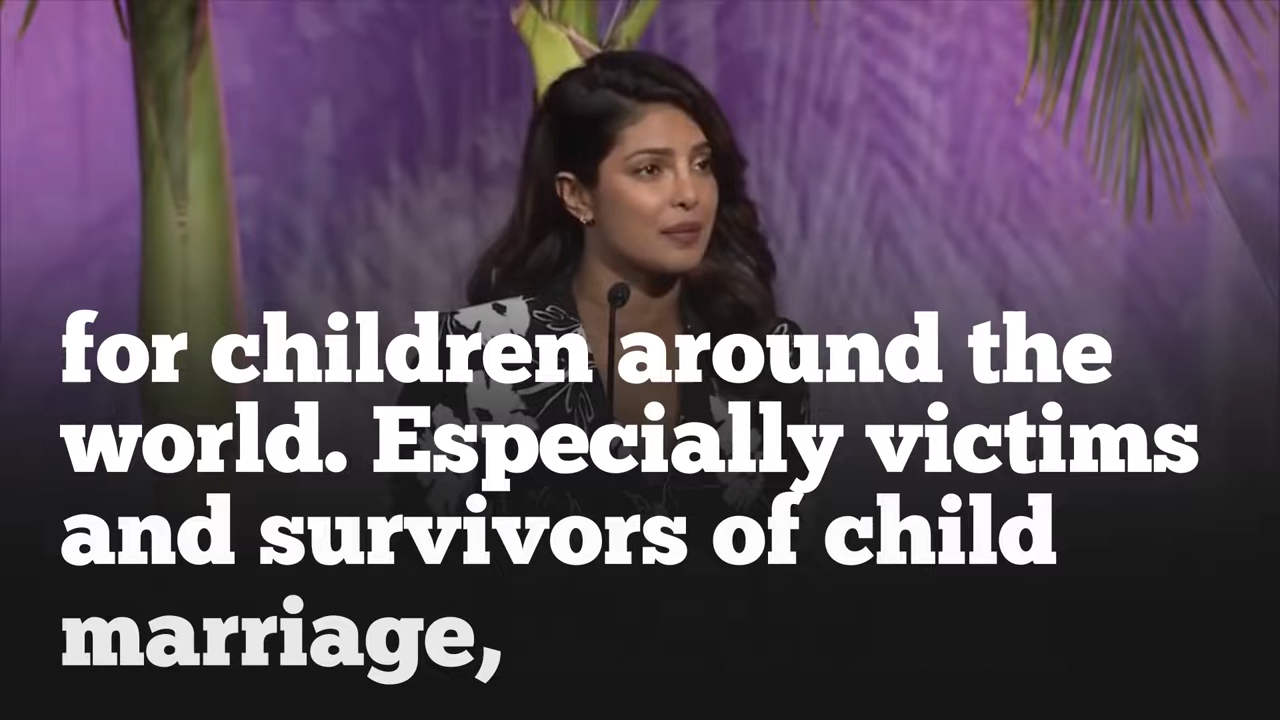 for children around the
world. Especially victims
and survivors of child
marriage,